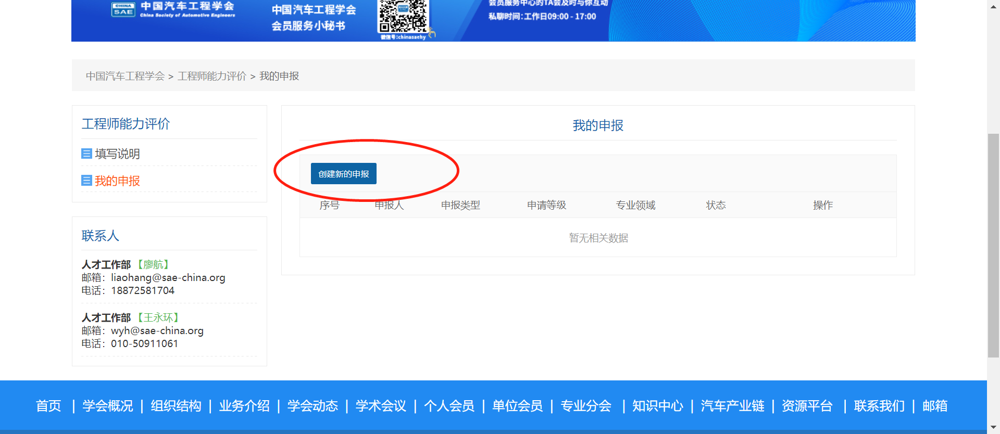 CHINA
SAE
中国汽车工程学会
China Society of Automotive Engineers
中国汽车工程学会
会员服务小秘书
微信号:chinasaehy
会员服务中心的TA会及时与你互动
私聊时间:工作日09:00 - 17:00
中国汽车工程学会 > 工程师能力评价 > 我的申报
工程师能力评价
填写说明
我的申报
联系人
人才工作部【廖航】
邮箱：liaohang@sae-china.org
电话：18872581704
人才工作部【王永环】
邮箱：wyh@sae-china.org
电话：010-50911061
我的申报
创建新的申报
序号 申报人 申报类型 申请等级 专业领域 状态 操作
暂无相关数据
首页 | 学会概况 | 组织结构 | 业务介绍 | 学会动态 | 学术会议 | 个人会员 | 单位会员 | 专业分会 | 知识中心 | 汽车产业链 | 资源平台 | 联系我们 | 邮箱